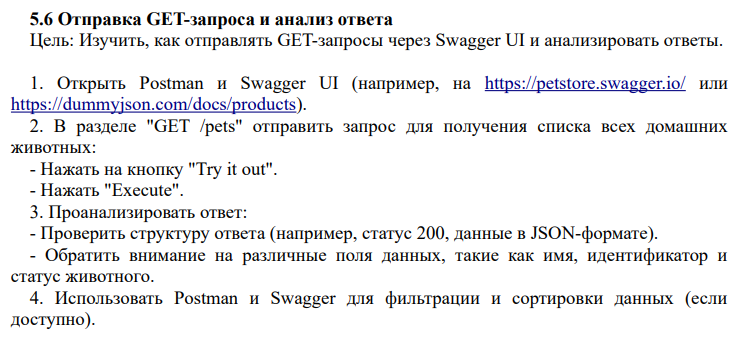 5.6 Отправка GET-запроса и анализ ответа
Цель: Изучить, как отправлять GET-запросы через Swagger UI и анализировать ответы.
1. Открыть Postman и Swagger UI (например, на https://petstore.swagger.io/ или
https://dummyjson.com/docs/products).
2. В разделе "GET /pets" отправить запрос для получения списка всех домашних
животных:
- Нажать на кнопку "Try it out".
- Нажать "Execute".
3. Проанализировать ответ:
- Проверить структуру ответа (например, статус 200, данные в JSON-формате).
- Обратить внимание на различные поля данных, такие как имя, идентификатор и
статус животного.
4. Использовать Postman и Swagger для фильтрации и сортировки данных (если
доступно).